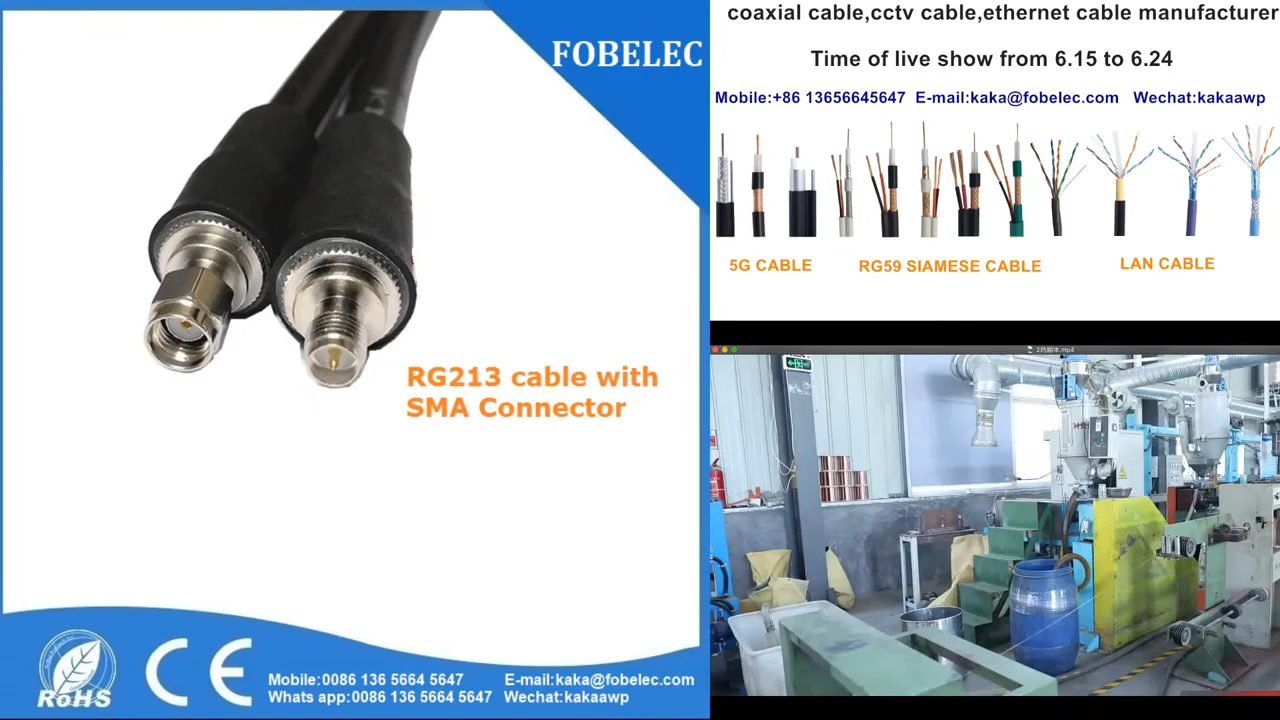 FOBELEC
RG213 cable with
SMA Connector
RoHS
CE
Mobile:0086 136 5664 5647 E-mail:kaka@fobelec.com
Whats app:0086 136 5664 5647 Wechat:kakaawp
coaxial cable,cctv cable,ethernet cable manufacturer
Time of live show from 6.15 to 6.24
Mobile:+86 13656645647 E-mail:kaka@fobelec.com Wechat:kakaawp
5G CABLE
RG59 SIAMESE CABLE
LAN CABLE